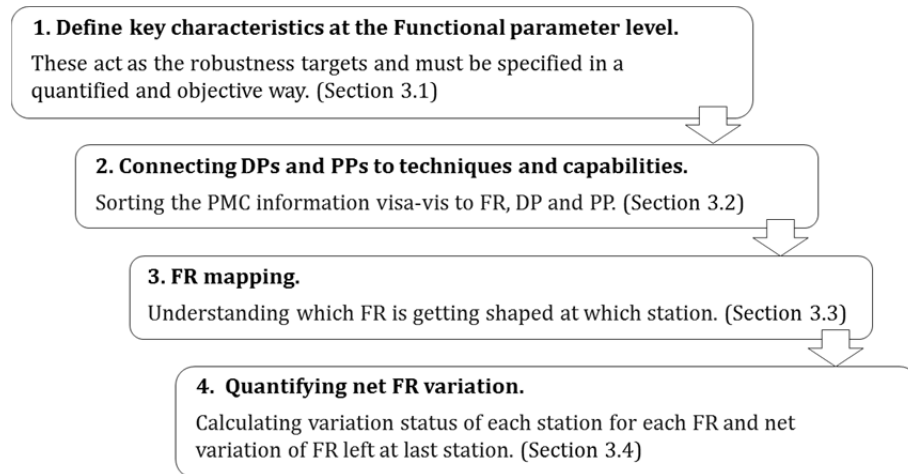 1. Define key characteristics at the Functional parameter level.
These act as the robustness targets and must be specified in a
quantified and objective way. (Section 3.1)
2. Connecting DPs and PPs to techniques and capabilities.
Sorting the PMC information visa-vis to FR, DP and PP. (Section 3.2)
3. FR mapping.
Understanding which FR is getting shaped at which station. (Section 3.3)
4. Quantifying net FR variation.
Calculating variation status of each station for each FR and net
variation of FR left at last station. (Section 3.4)